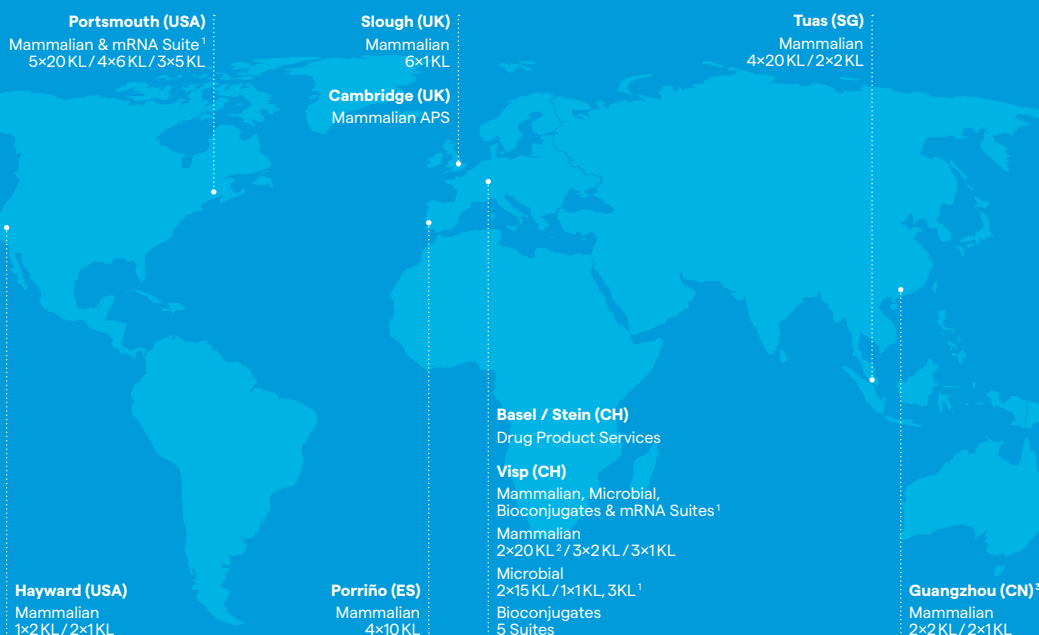 Portsmouth (USA)
Mammalian & mRNA Suite¹
5×20 KL / 4×6 KL / 3×5 KL
Slough (UK)
Mammalian
6×1 KL
Cambridge (UK)
Mammalian APS
Tuas (SG)
Mammalian
4×20 KL / 2×2 KL
Basel / Stein (CH)
Drug Product Services
Visp (CH)
Mammalian, Microbial,
Bioconjugates & mRNA Suites¹
Mammalian
2×20 KL² / 3×2 KL / 3×1 KL
Microbial
2×15 KL / 1×1 KL, 3KL¹
Bioconjugates
5 Suites
Hayward (USA)
Mammalian
1×2 KL / 2×1 KL
Porriño (ES)
Mammalian
4×10 KL
Guangzhou (CN)³
Mammalian
2×2 KL / 2×1 KL